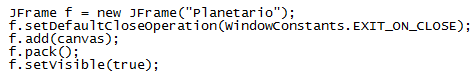 JFrame f = new JFrame("Planetario");
f.setDefaultCloseOperation(WindowConstants.EXIT_ON_CLOSE);
f.add(canvas);
f.pack();
f.setVisible(true);